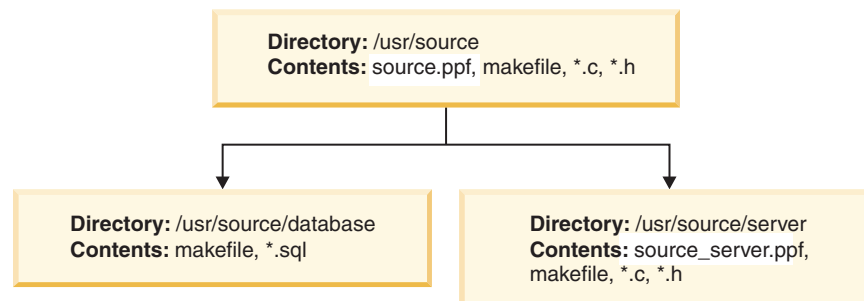 Directory: /usr/source
Contents: source.ppf, makefile, *.c, *.h
Directory: /usr/source/database
Contents: makefile, *.sql
Directory: /usr/source/server
Contents: source_server.ppf,
makefile, *.c, *.h